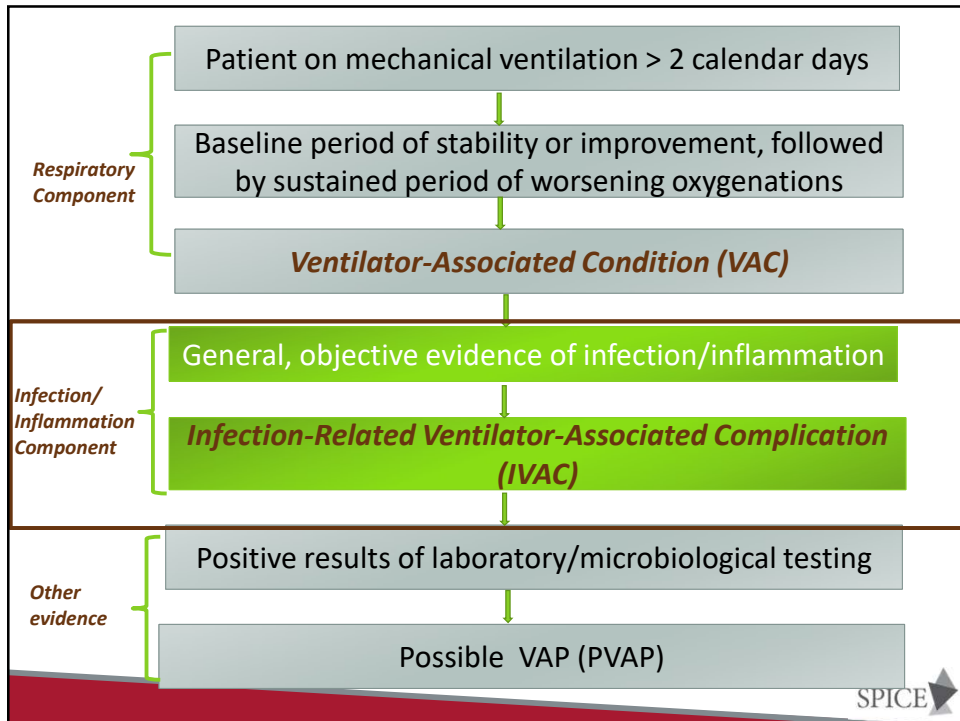 Patient on mechanical ventilation > 2 calendar days
Baseline period of stability or improvement, followed
by sustained period of worsening oxygenations
Respiratory
Component
Ventilator-Associated Condition (VAC)
General, objective evidence of infection/inflammation
Infection/
Inflammation
Component
Infection-Related Ventilator-Associated Complication
(IVAC)
Positive results of laboratory/microbiological testing
Other
evidence
Possible VAP (PVAP)
SPICE